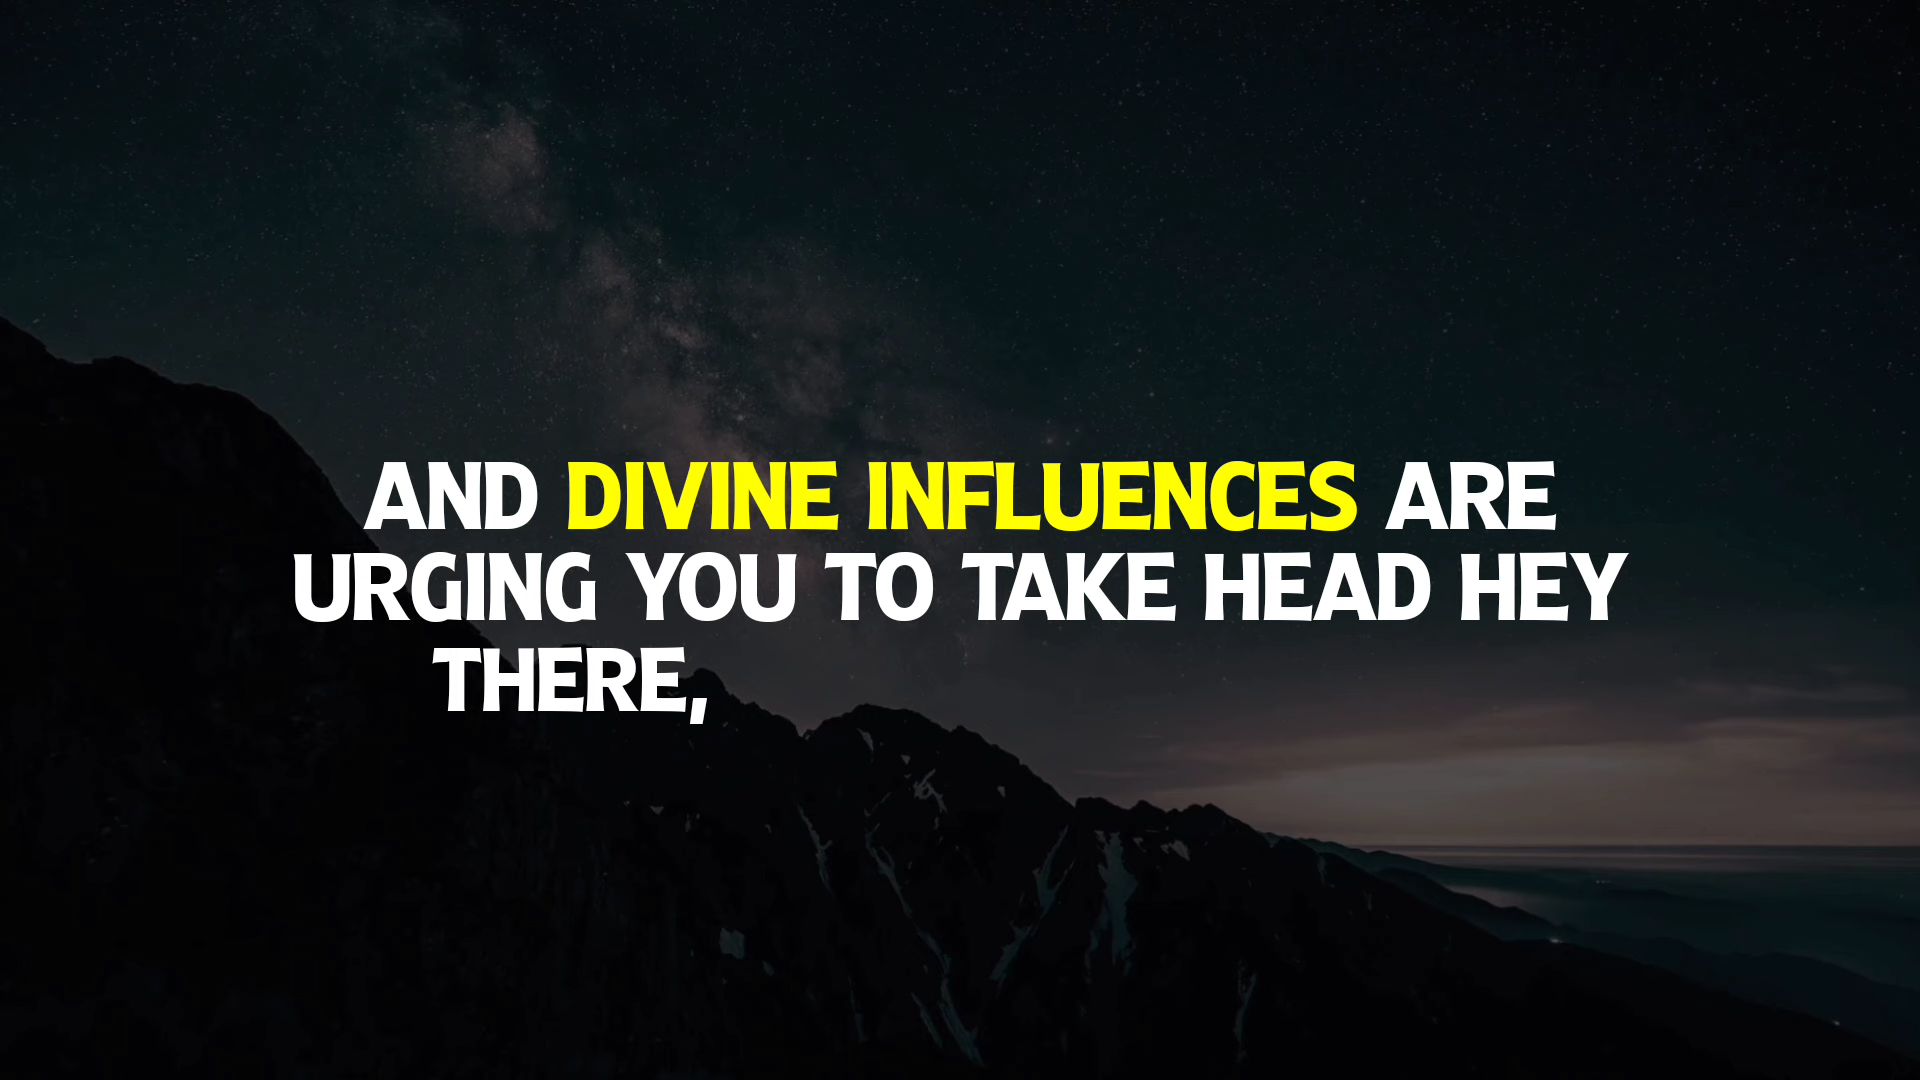 AND DIVINE INFLUENCES ARE
URGING YOU TO TAKE HEAD HEY
THERE,